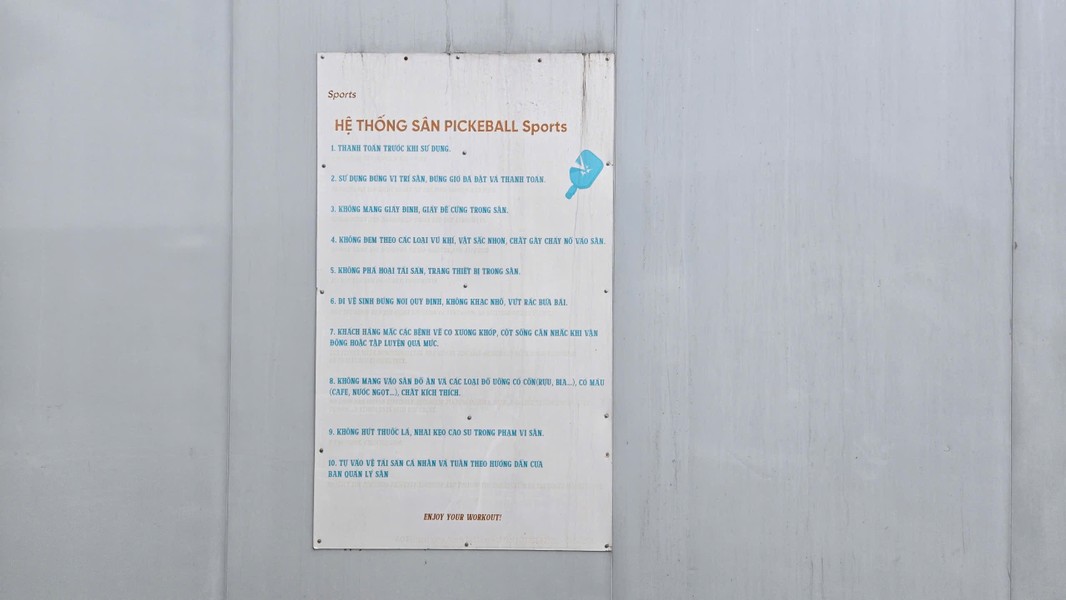 Sports
HỆ THỐNG SÂN PICKEBALL Sports
1. THANH TOÁN TRƯỚC KHI SỬ DỤNG.
2. SỬ DỤNG ĐÚNG VỊ TRÍ SÂN, ĐÚNG GIỜ ĐÃ ĐẶT VÀ THANH TOÁN.
3. KHÔNG MANG GIÀY ĐINH, GIÀY ĐẾ CỨNG TRONG SÂN.
4. KHÔNG ĐEM THEO CÁC LOẠI VŨ KHÍ, VẬT SẮC NHỌN, CHẤT GÂY CHÁY NỔ VÀO SÂN.
5. KHÔNG PHÁ HOẠI TÀI SẢN, TRANG THIẾT BỊ TRONG SÂN.
6. ĐI VỆ SINH ĐÚNG NƠI QUY ĐỊNH, KHÔNG KHẠC NHỔ, VỨT RÁC BỪA BÃI.
7. KHÁCH HÀNG MẮC CÁC BỆNH VỀ CƠ XƯƠNG KHỚP, CỘT SỐNG CÂN NHẮC KHI VẬN
ĐỘNG HOẶC TẬP LUYỆN QUÁ MỨC.
8. KHÔNG MANG VÀO SÂN ĐỒ ĂN VÀ CÁC LOẠI ĐỒ UỐNG CÓ CỒN(RƯỢU, BIA...), CÓ MÀU
(CAFE, NƯỚC NGỌT...), CHẤT KÍCH THÍCH.
9. KHÔNG HÚT THUỐC LÁ, NHAI KẸO CAO SU TRONG PHẠM VI SÂN.
10. TỰ VÀO VỆ TÀI SẢN CÁ NHÂN VÀ TUÂN THEO HƯỚNG DẪN CỦA
BAN QUẢN LÝ SÂN
ENJOY YOUR WORKOUT!